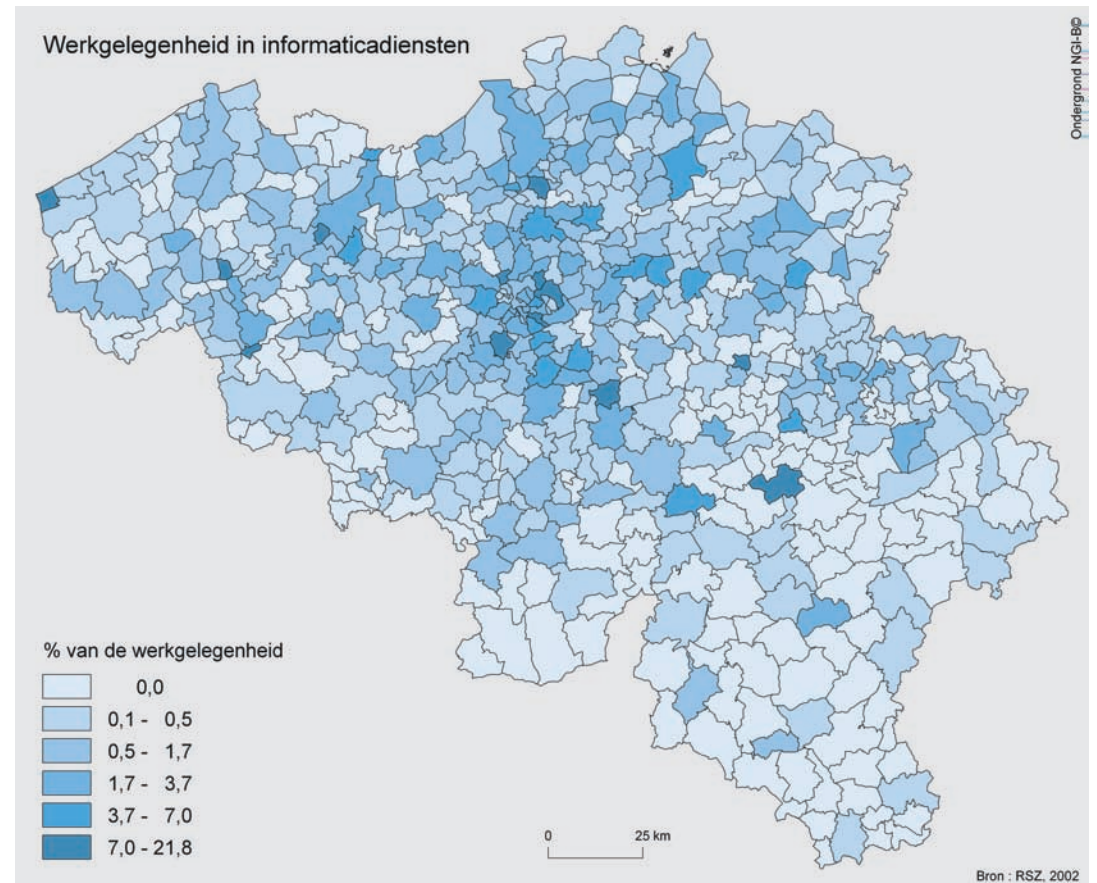 Werkgelegenheid in informaticadiensten
Ondergrond NGI-B©
% van de werkgelegenheid
0,0
0,1 - 0,5
0,5 - 1,7
1,7 - 3,7
3,7 - 7,0
7,0 - 21,8
0 25 km
Bron : RSZ, 2002